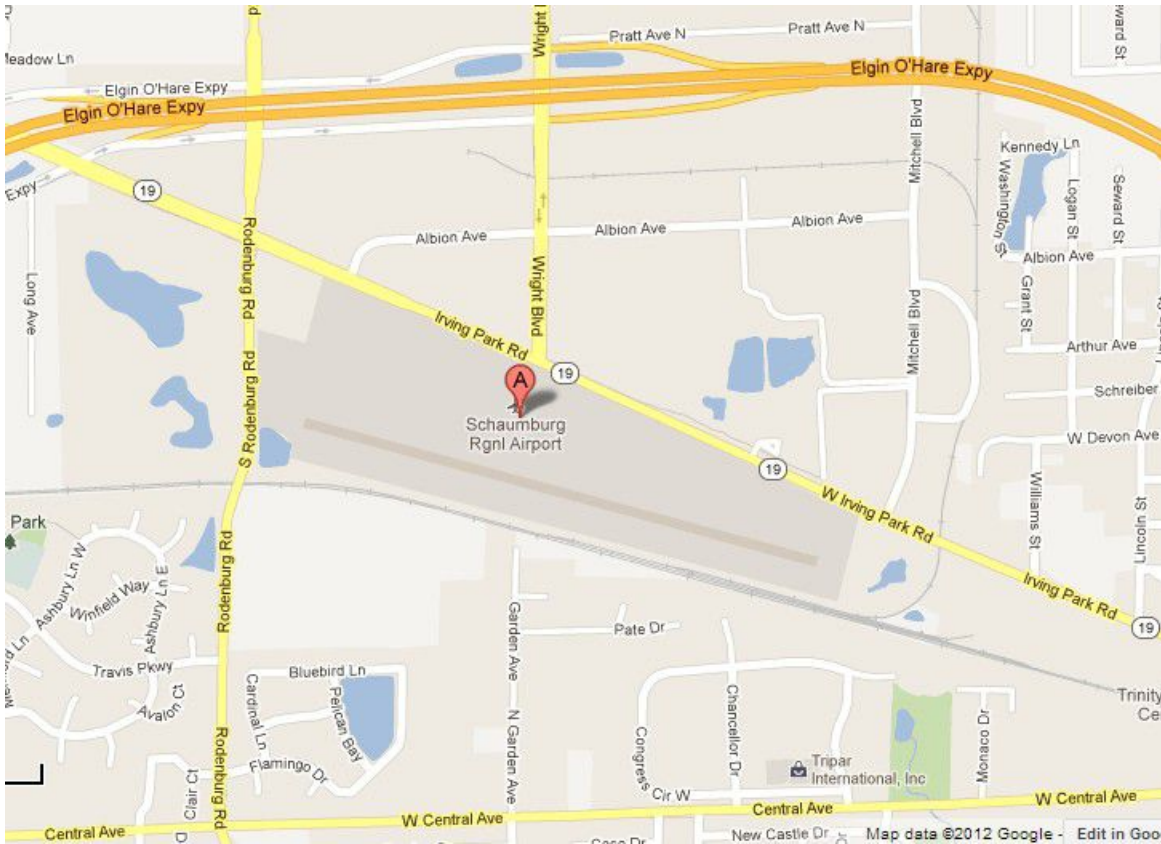 Pratt Ave N
Pratt Ave N
Wright
Meadow Ln
Elgin O'Hare Expy
Elgin O'Hare Expy
Elgin O'Hare Expy
Seward St
Mitchell Blvd
Kennedy Ln
Expy
19
Washington St
Logan St
Seward St
Rodenburg Rd
Albion Ave
Albion Ave
Albion Ave
Albion Ave
Long Ave
Wright Blvd
Grant St
Irving Park Rd
Mitchell Blvd
Arthur Ave
S Rodenburg Rd
19
A
Schreiber
Schaumburg
Rgnl Airport
W Devon Ave
19
W Irving Park Rd
Williams St
Lincoln St
Park
Rodenburg Rd
Ashbury Ln W
Winfield Way
Ashbury Ln E
Garden Ave
Irving Park Rd
Pate Dr
19
Travis Pkwy
Bluebird Ln
Avalon Ct
Cardinal Ln
Pelican Bay
N Garden Ave
Chancellor Dr
Monaco Dr
Trinity
Ce
Rodenburg Rd
Congress
Cir W
Flamingo Dr
Clair Ct
Tripar
International, Inc
Central Ave
W Central Ave
Central Ave
W Central Ave
D
New Castle Dr
Map data ©2012 Google -
Edit in Goo